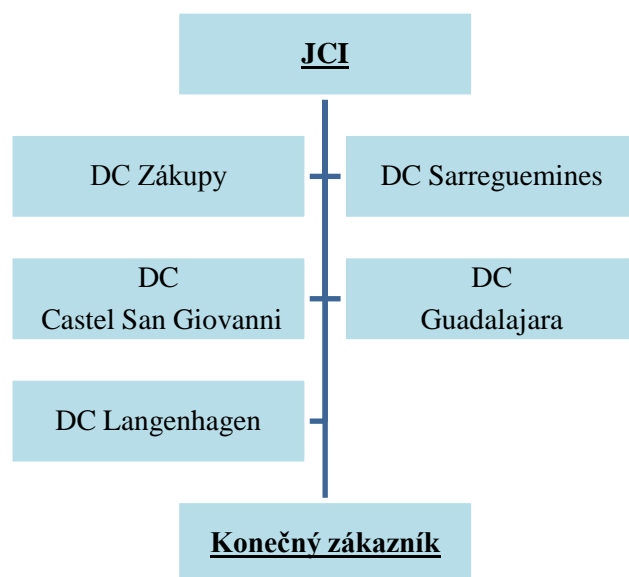 JCI
DC Zákupy
DC Sarreguemines
DC
Castel San Giovanni
DC
Guadalajara
DC Langenhagen
Konečný zákazník